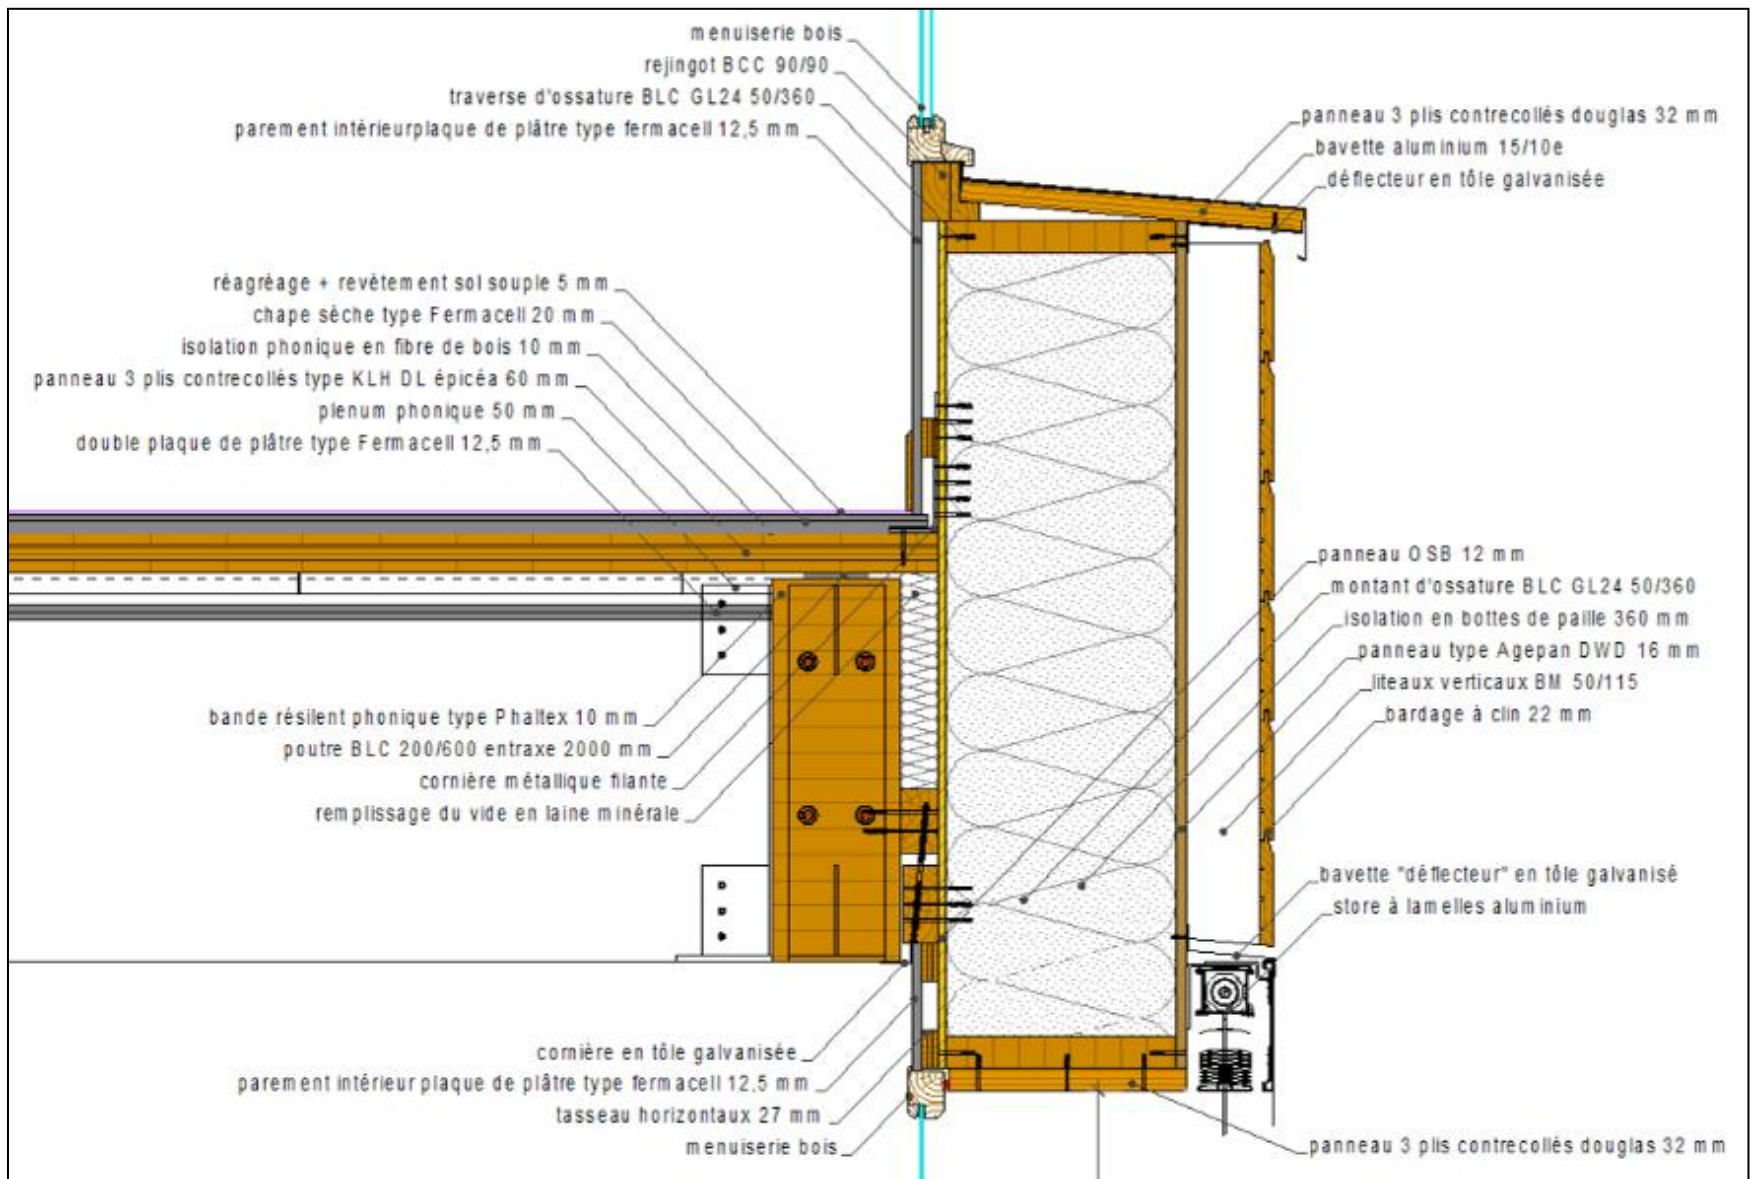 menuiserie bois
rejingot BCC 90/90
traverse d'ossature BLC GL24 50/360
parement intérieurplaque de plâtre type fermacell 12,5 mm
panneau 3 plis contrecollés douglas 32 mm
bavette aluminium 15/10e
déflecteur en tôle galvanisée
réagréage + revêtement sol souple 5 mm
chape sèche type Fermacell 20 mm
isolation phonique en fibre de bois 10 mm
panneau 3 plis contrecollés type KLH DL épicéa 60 mm
plenum phonique 50 mm
double plaque de plâtre type Fermacell 12,5 mm
panneau OSB 12 mm
montant d'ossature BLC GL24 50/360
isolation en bottes de paille 360 mm
panneau type Agepan DWD 16 mm
liteaux verticaux BM 50/115
bardage à clin 22 mm
bande résilent phonique type Phaltex 10 mm
poutre BLC 200/600 entraxe 2000 mm
cornière métallique filante
remplissage du vide en laine minérale
bavette "déflecteur" en tôle galvanisé
store à lamelles aluminium
cornière en tôle galvanisée
parement intérieur plaque de plâtre type fermacell 12,5 mm
tasseau horizontaux 27 mm
menuiserie bois
panneau 3 plis contrecollés douglas 32 mm